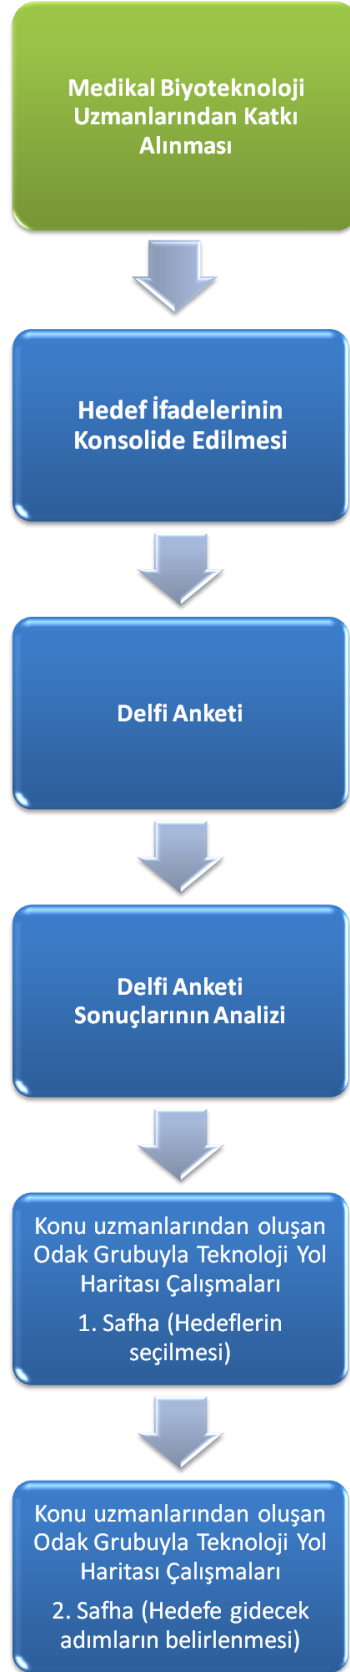 Medikal Biyoteknoloji
Uzmanlarından Katkı
Alınması
Hedef İfadelerinin
Konsolide Edilmesi
Delfi Anketi
Delfi Anketi
Sonuçlarının Analizi
Konu uzmanlarından oluşan
Odak Grubuyla Teknoloji Yol
Haritası Çalışmaları
1. Safha (Hedeflerin
seçilmesi)
Konu uzmanlarından oluşan
Odak Grubuyla Teknoloji Yol
Haritası Çalışmaları
2. Safha (Hedefe gidecek
adımların belirlenmesi)